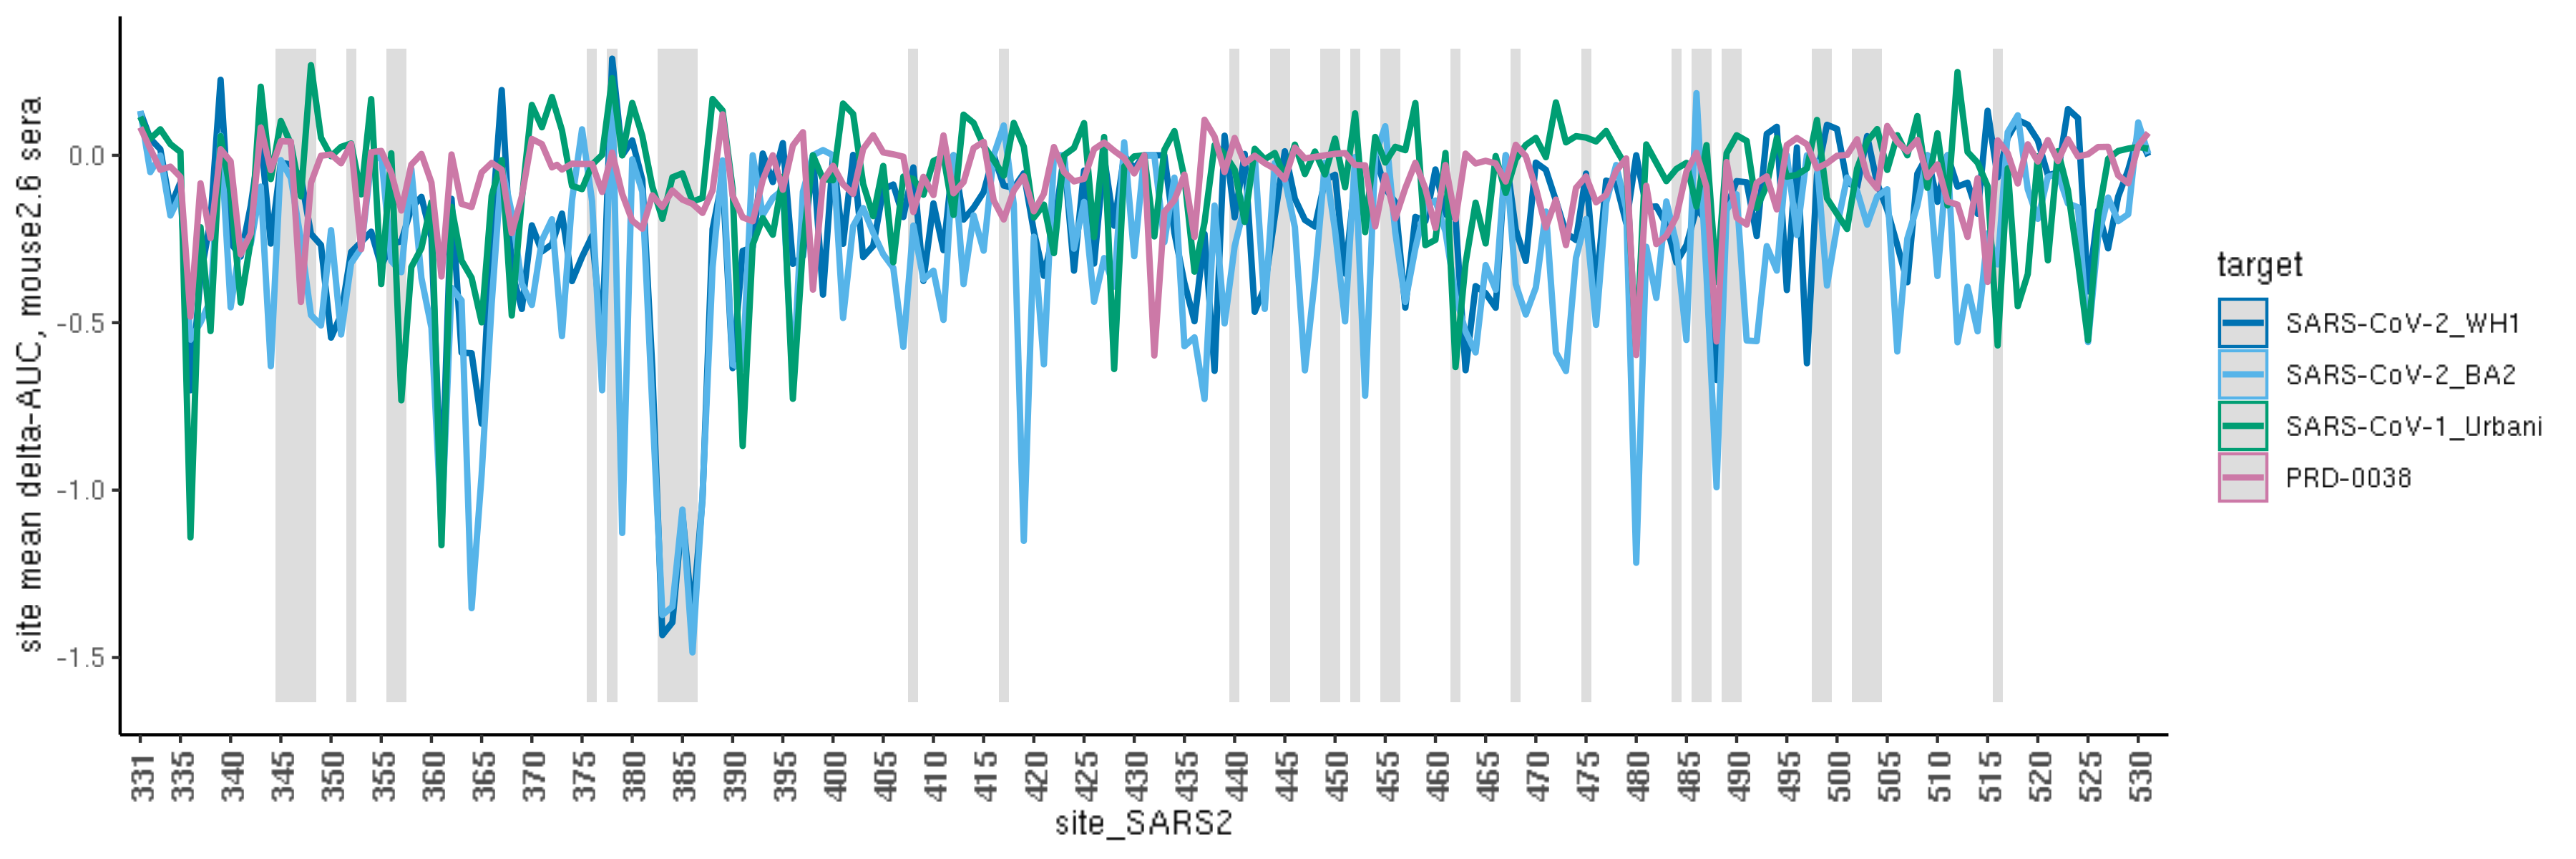 site mean delta-AUC, mouse2.6 sera
0.0
-0.5
-1.0
-1.5
331 335 340 345 350 355 360 365 370 375 380 385 390 395 400 405 410 415 420 425 430 435 440 445 450 455 460 465 470 475 480 485 490 495 500 505 510 515 520 525 530
site_SARS2
target
SARS-CoV-2_WH1
SARS-CoV-2_BA2
SARS-CoV-1_Urbani
PRD-0038